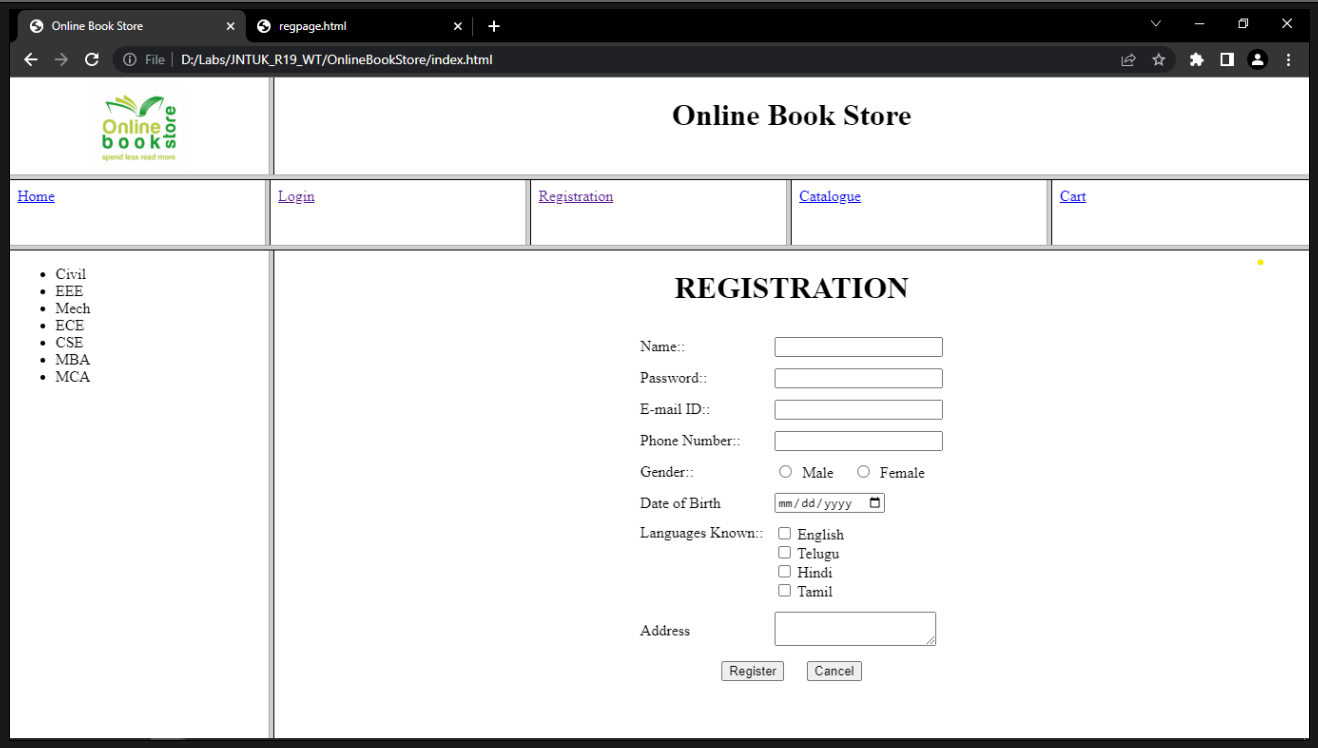 Online Book Store
regpage.html
File D:/Labs/JNTUK_R19_WT/OnlineBookStore/index.html
Online
book
store
spend less read more
Online Book Store
Home Login Registration Catalogue Cart
Civil
EEE
Mech
ECE
CSE
MBA
MCA
REGISTRATION
Name::
Password::
E-mail ID::
Phone Number::
Gender:: Male Female
Date of Birth mm/dd/yyyy
Languages Known:: English
Telugu
Hindi
Tamil
Address
Register Cancel